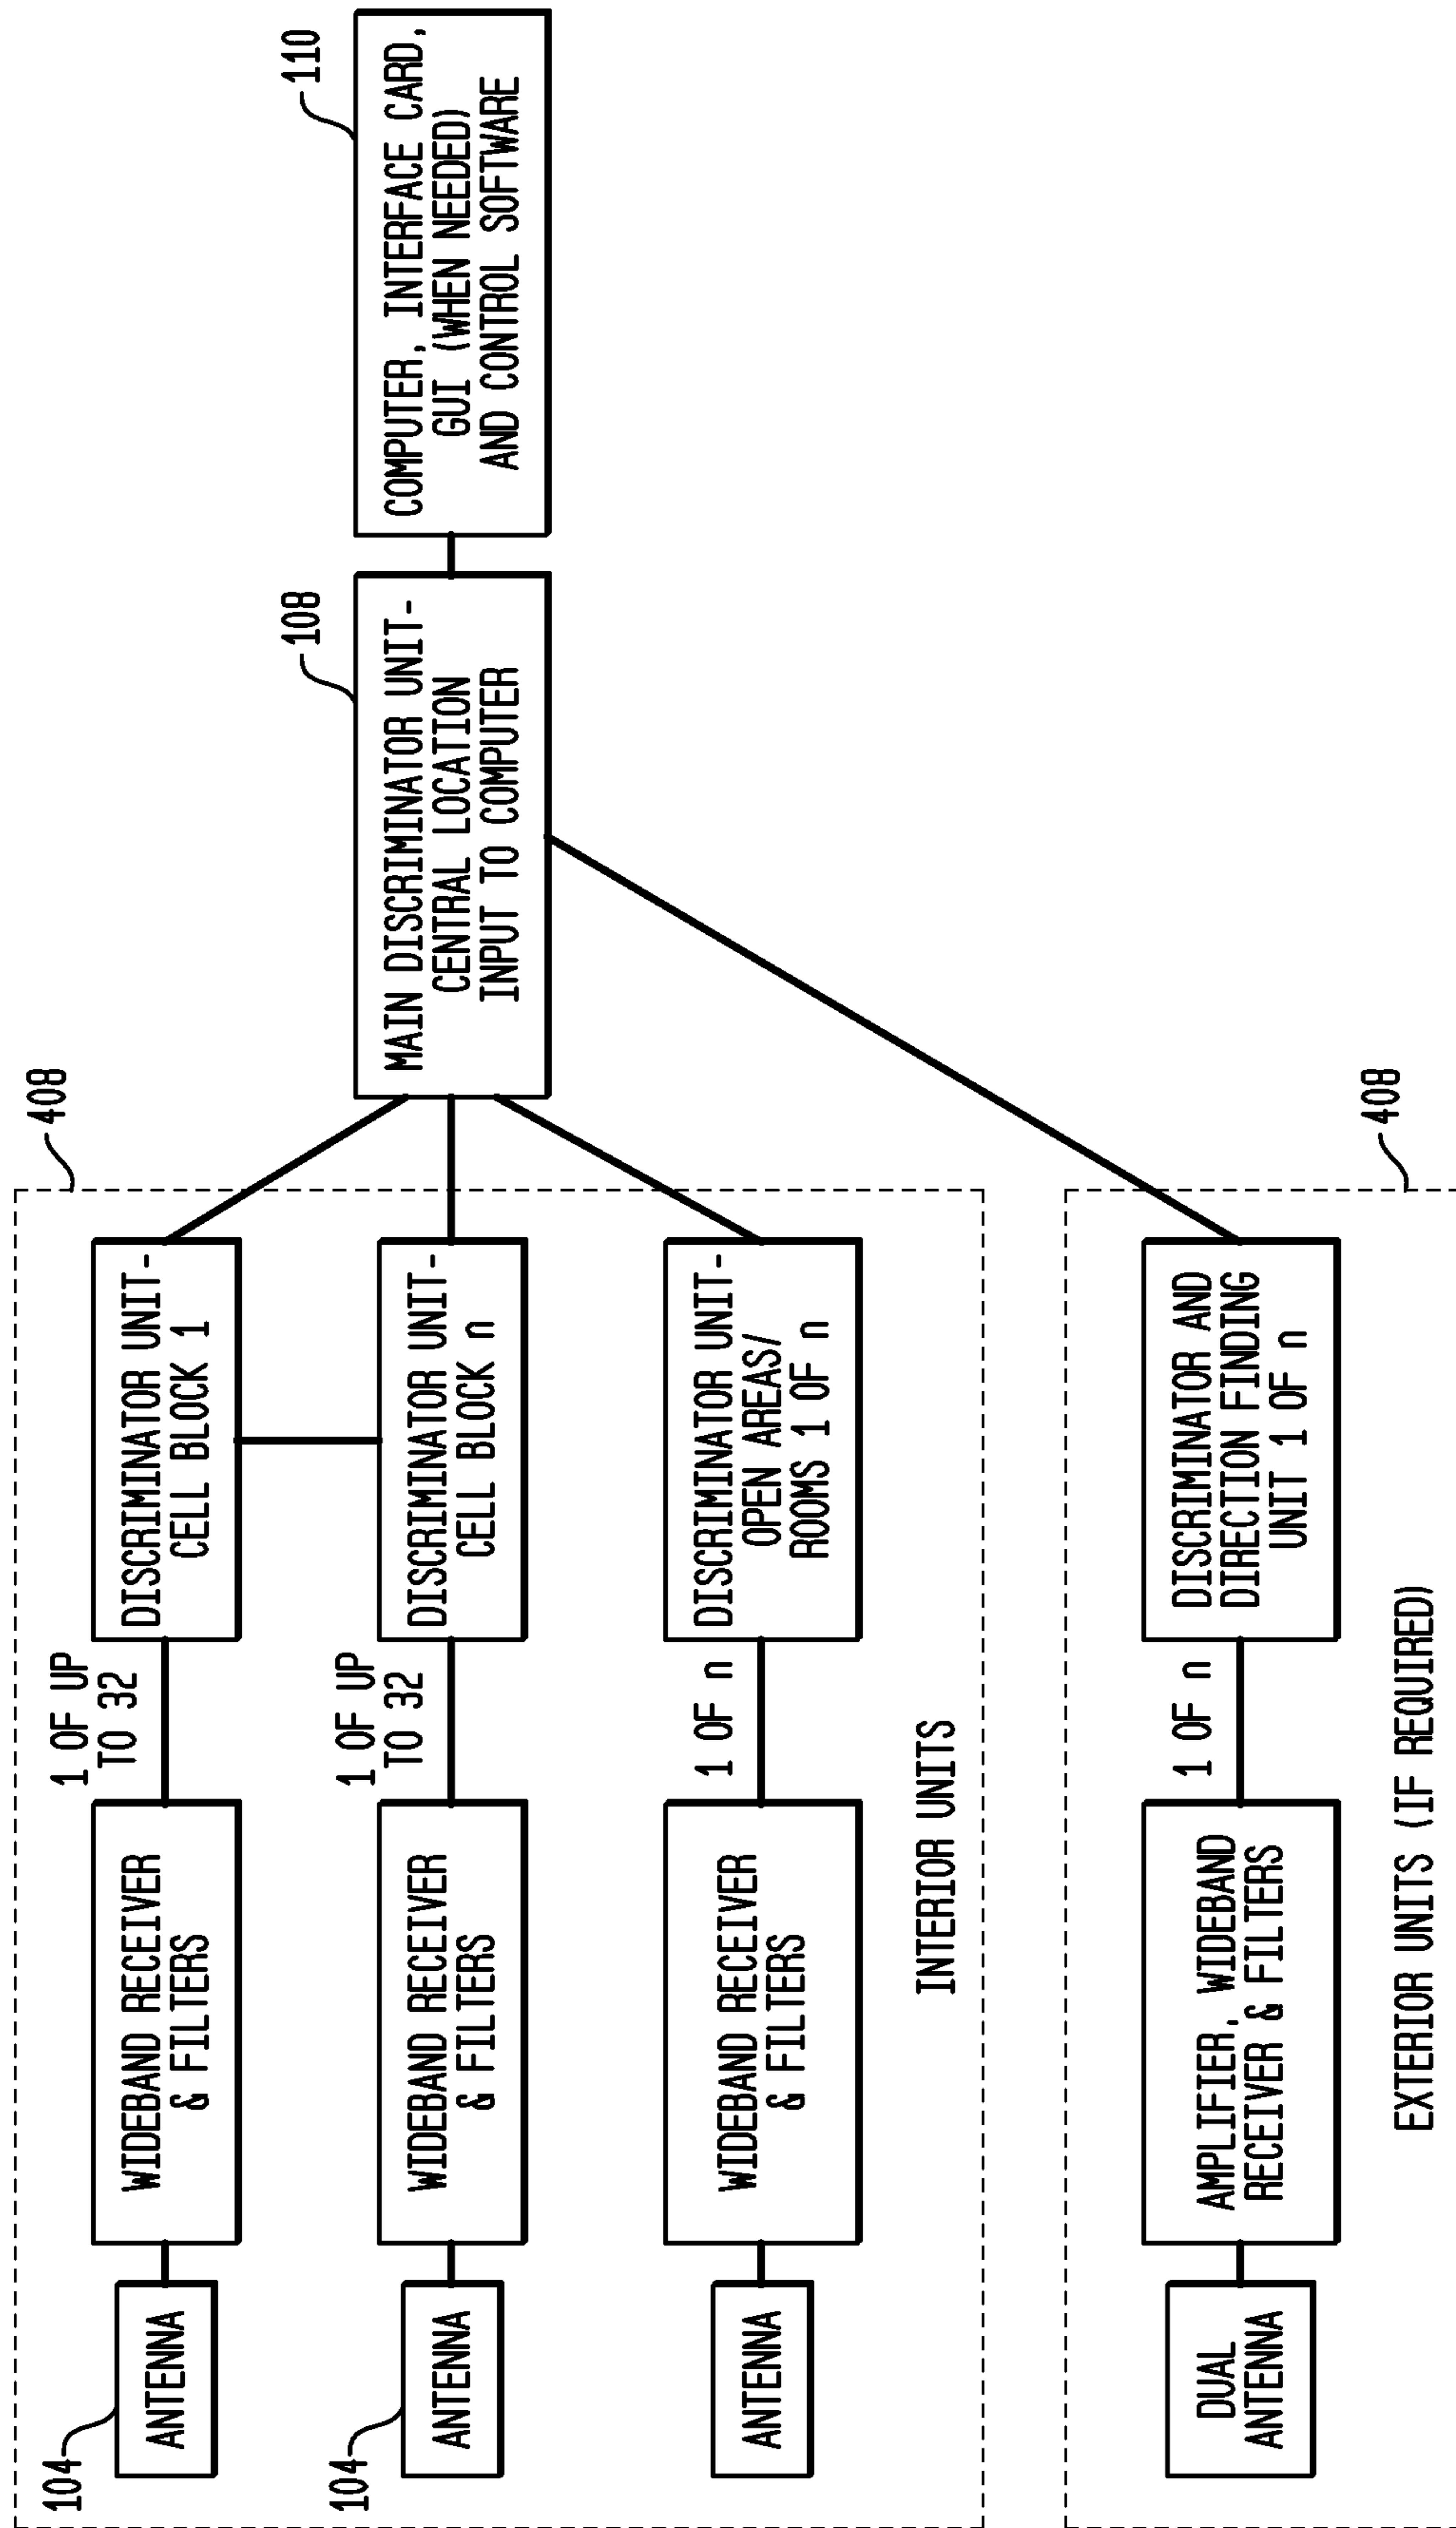 104
ANTENNA
WIDEBAND RECEIVER
& FILTERS
1 OF UP
TO 32
DISCRIMINATOR UNIT-
CELL BLOCK 1
408
104
ANTENNA
WIDEBAND RECEIVER
& FILTERS
1 OF UP
TO 32
DISCRIMINATOR UNIT-
CELL BLOCK n
108
MAIN DISCRIMINATOR UNIT-
CENTRAL LOCATION
INPUT TO COMPUTER
110
COMPUTER, INTERFACE CARD,
GUI (WHEN NEEDED)
AND CONTROL SOFTWARE
ANTENNA
WIDEBAND RECEIVER
& FILTERS
1 OF n
DISCRIMINATOR UNIT-
OPEN AREAS/
ROOMS 1 OF n
INTERIOR UNITS
DUAL
ANTENNA
AMPLIFIER, WIDEBAND
RECEIVER & FILTERS
1 OF n
DISCRIMINATOR AND
DIRECTION FINDING
UNIT 1 OF n
408
EXTERIOR UNITS (IF REQUIRED)